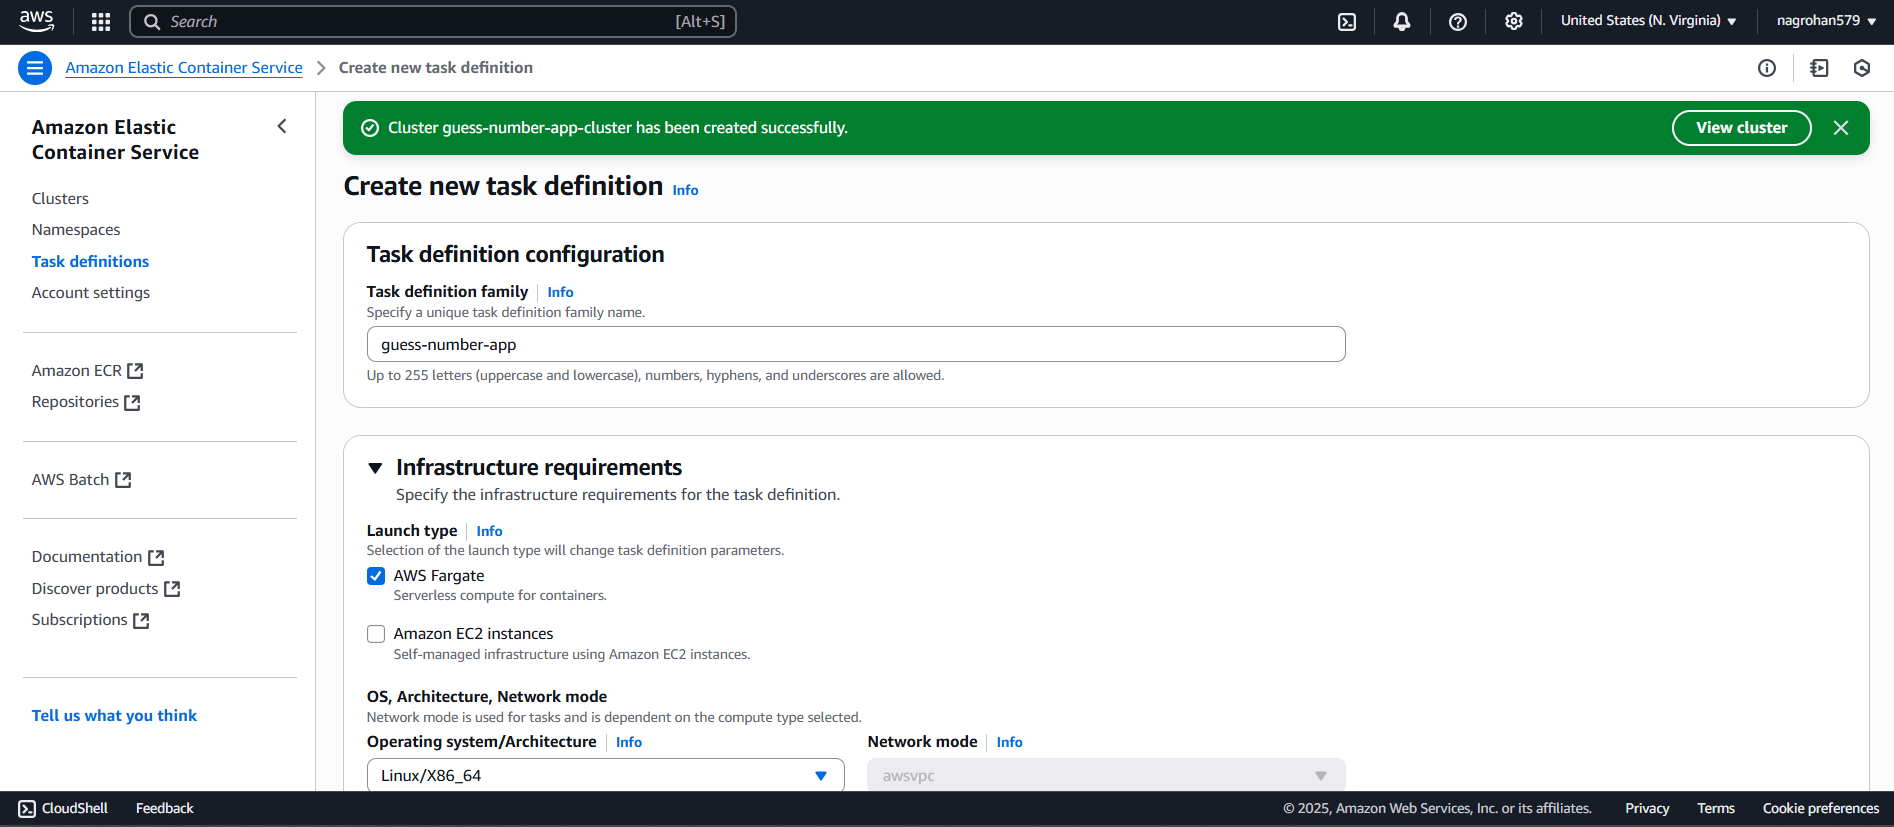 aws
Search
[Alt+S]
United States (N. Virginia)
nagrohan579
Amazon Elastic Container Service
Create new task definition
Amazon Elastic
Container Service
Clusters
Namespaces
Task definitions
Account settings
Amazon ECR
Repositories
AWS Batch
Documentation
Discover products
Subscriptions
Tell us what you think
Cluster guess-number-app-cluster has been created successfully.
View cluster
Create new task definition
Info
Task definition configuration
Task definition family
Info
Specify a unique task definition family name.
guess-number-app
Up to 255 letters (uppercase and lowercase), numbers, hyphens, and underscores are allowed.
Infrastructure requirements
Specify the infrastructure requirements for the task definition.
Launch type
Info
Selection of the launch type will change task definition parameters.
AWS Fargate
Serverless compute for containers.
Amazon EC2 instances
Self-managed infrastructure using Amazon EC2 instances.
OS, Architecture, Network mode
Network mode is used for tasks and is dependent on the compute type selected.
Operating system/Architecture
Info
Network mode
Info
Linux/X86_64
awsvpc
CloudShell
Feedback
© 2025, Amazon Web Services, Inc. or its affiliates.
Privacy
Terms
Cookie preferences